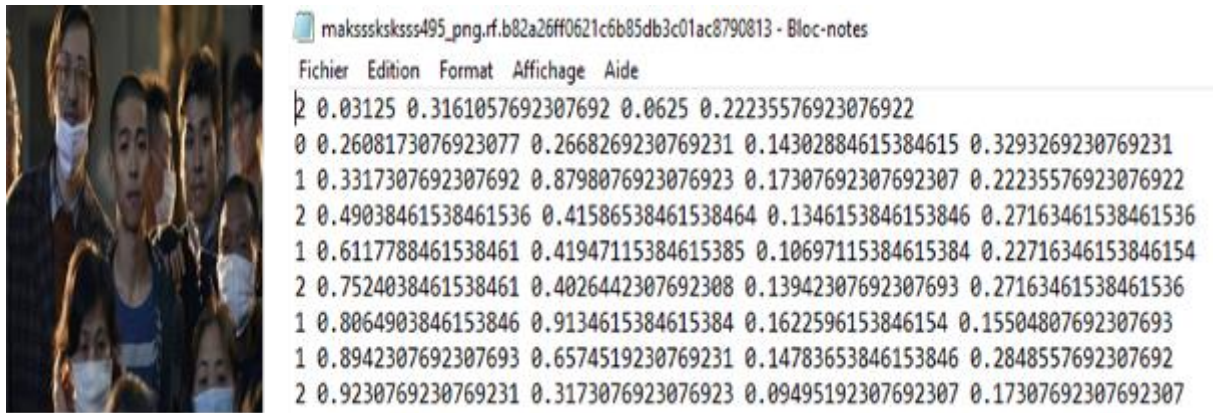 maksssksksss495_png.rf.b82a26ff0621c6b85db3c01ac8790813 - Bloc-notes
Fichier Edition Format Affichage Aide
2 0.03125 0.3161057692307692 0.0625 0.22235576923076922
0 0.2608173076923077 0.2668269230769231 0.14302884615384615 0.3293269230769231
1 0.3317307692307692 0.8798076923076923 0.17307692307692307 0.22235576923076922
2 0.49038461538461536 0.41586538461538464 0.1346153846153846 0.27163461538461536
1 0.6117788461538461 0.41947115384615385 0.10697115384615384 0.22716346153846154
2 0.7524038461538461 0.4026442307692308 0.13942307692307693 0.27163461538461536
1 0.8064903846153846 0.9134615384615384 0.1622596153846154 0.15504807692307693
1 0.8942307692307693 0.6574519230769231 0.14783653846153846 0.2848557692307692
2 0.9230769230769231 0.3173076923076923 0.09495192307692307 0.17307692307692307